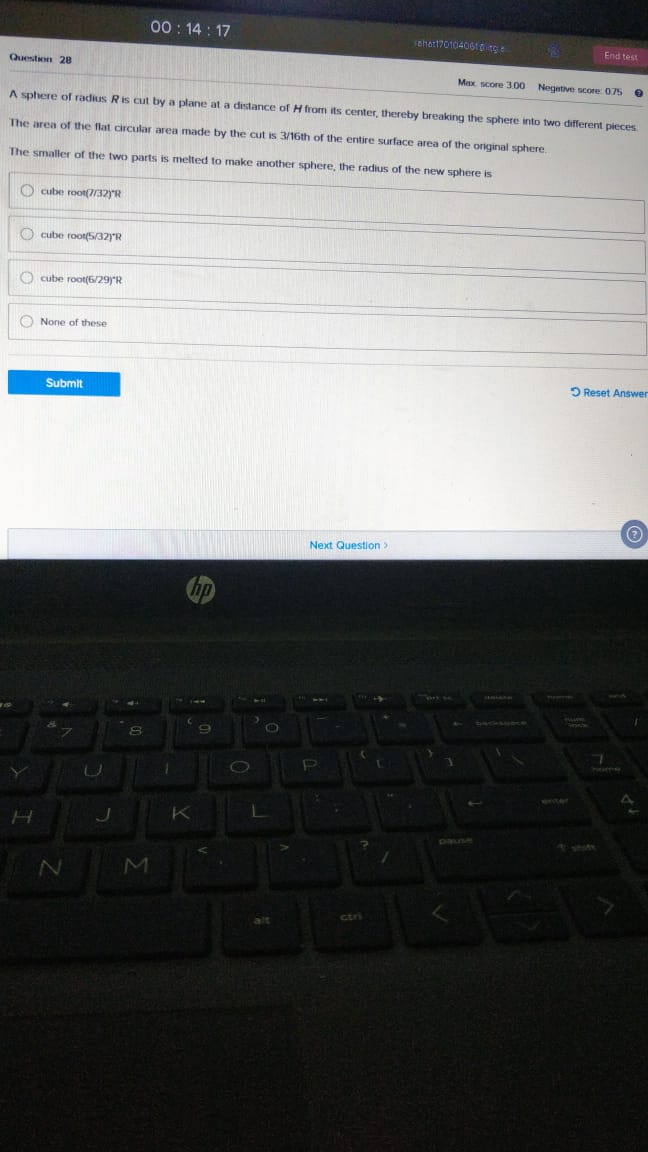 00 : 14 : 17
End test
Question 28
Max. score 3.00 Negative score: 0.75
A sphere of radius R is cut by a plane at a distance of H from its center, thereby breaking the sphere into two different pieces.
The area of the flat circular area made by the cut is 3/16th of the entire surface area of the original sphere.
The smaller of the two parts is melted to make another sphere, the radius of the new sphere is
cube root(7/32)*R
cube root(5/32)*R
cube root(6/29)*R
None of these
Submit
Reset Answer
Next Question >
?
hp
& 7 * 8 ( 9 ) 0 - + = ← backspace num lock /
Y U I O P { [ } ] | \ 7 home
H J K L : ; " ' ← enter 4 ←
N M < , > . ? / pause ↑ shift
alt ctrl < >